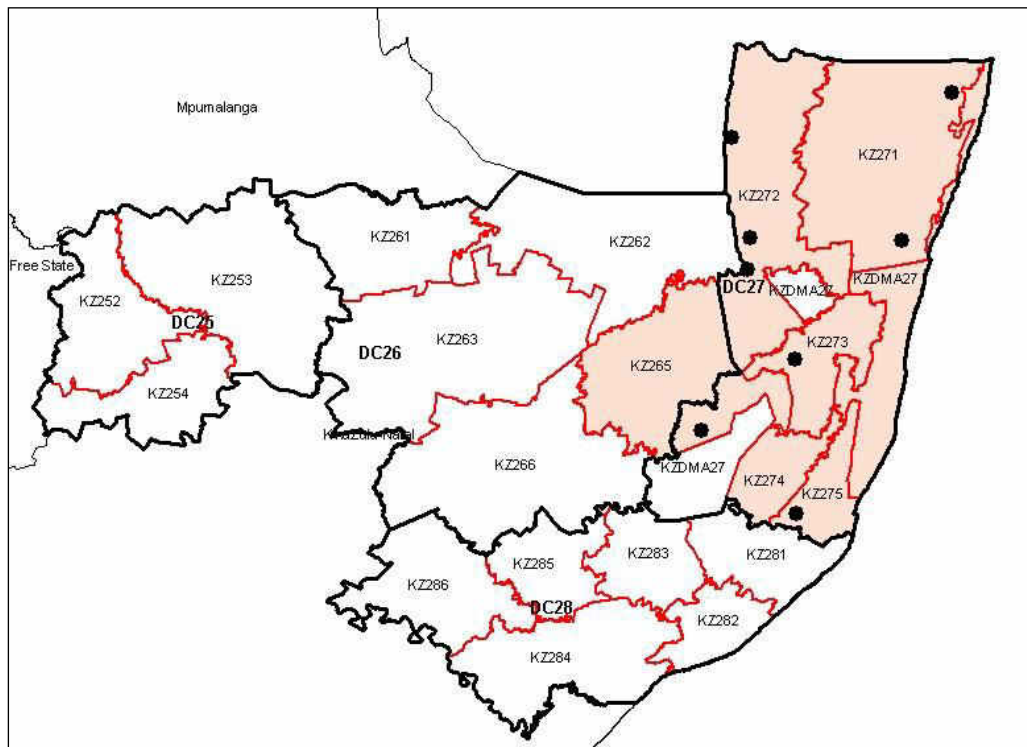 Mpumalanga
KZ271
KZ272
KZ261
KZ262
Free State
KZ253
KZ252
DC27
KZDMA27
KZDMA27
DC25
KZ263
DC26
KZ273
KZ265
KZ254
KwaZulu-Natal
KZ266
KZDMA27
KZ274
KZ275
KZ283
KZ281
KZ285
KZ286
DC28
KZ282
KZ284